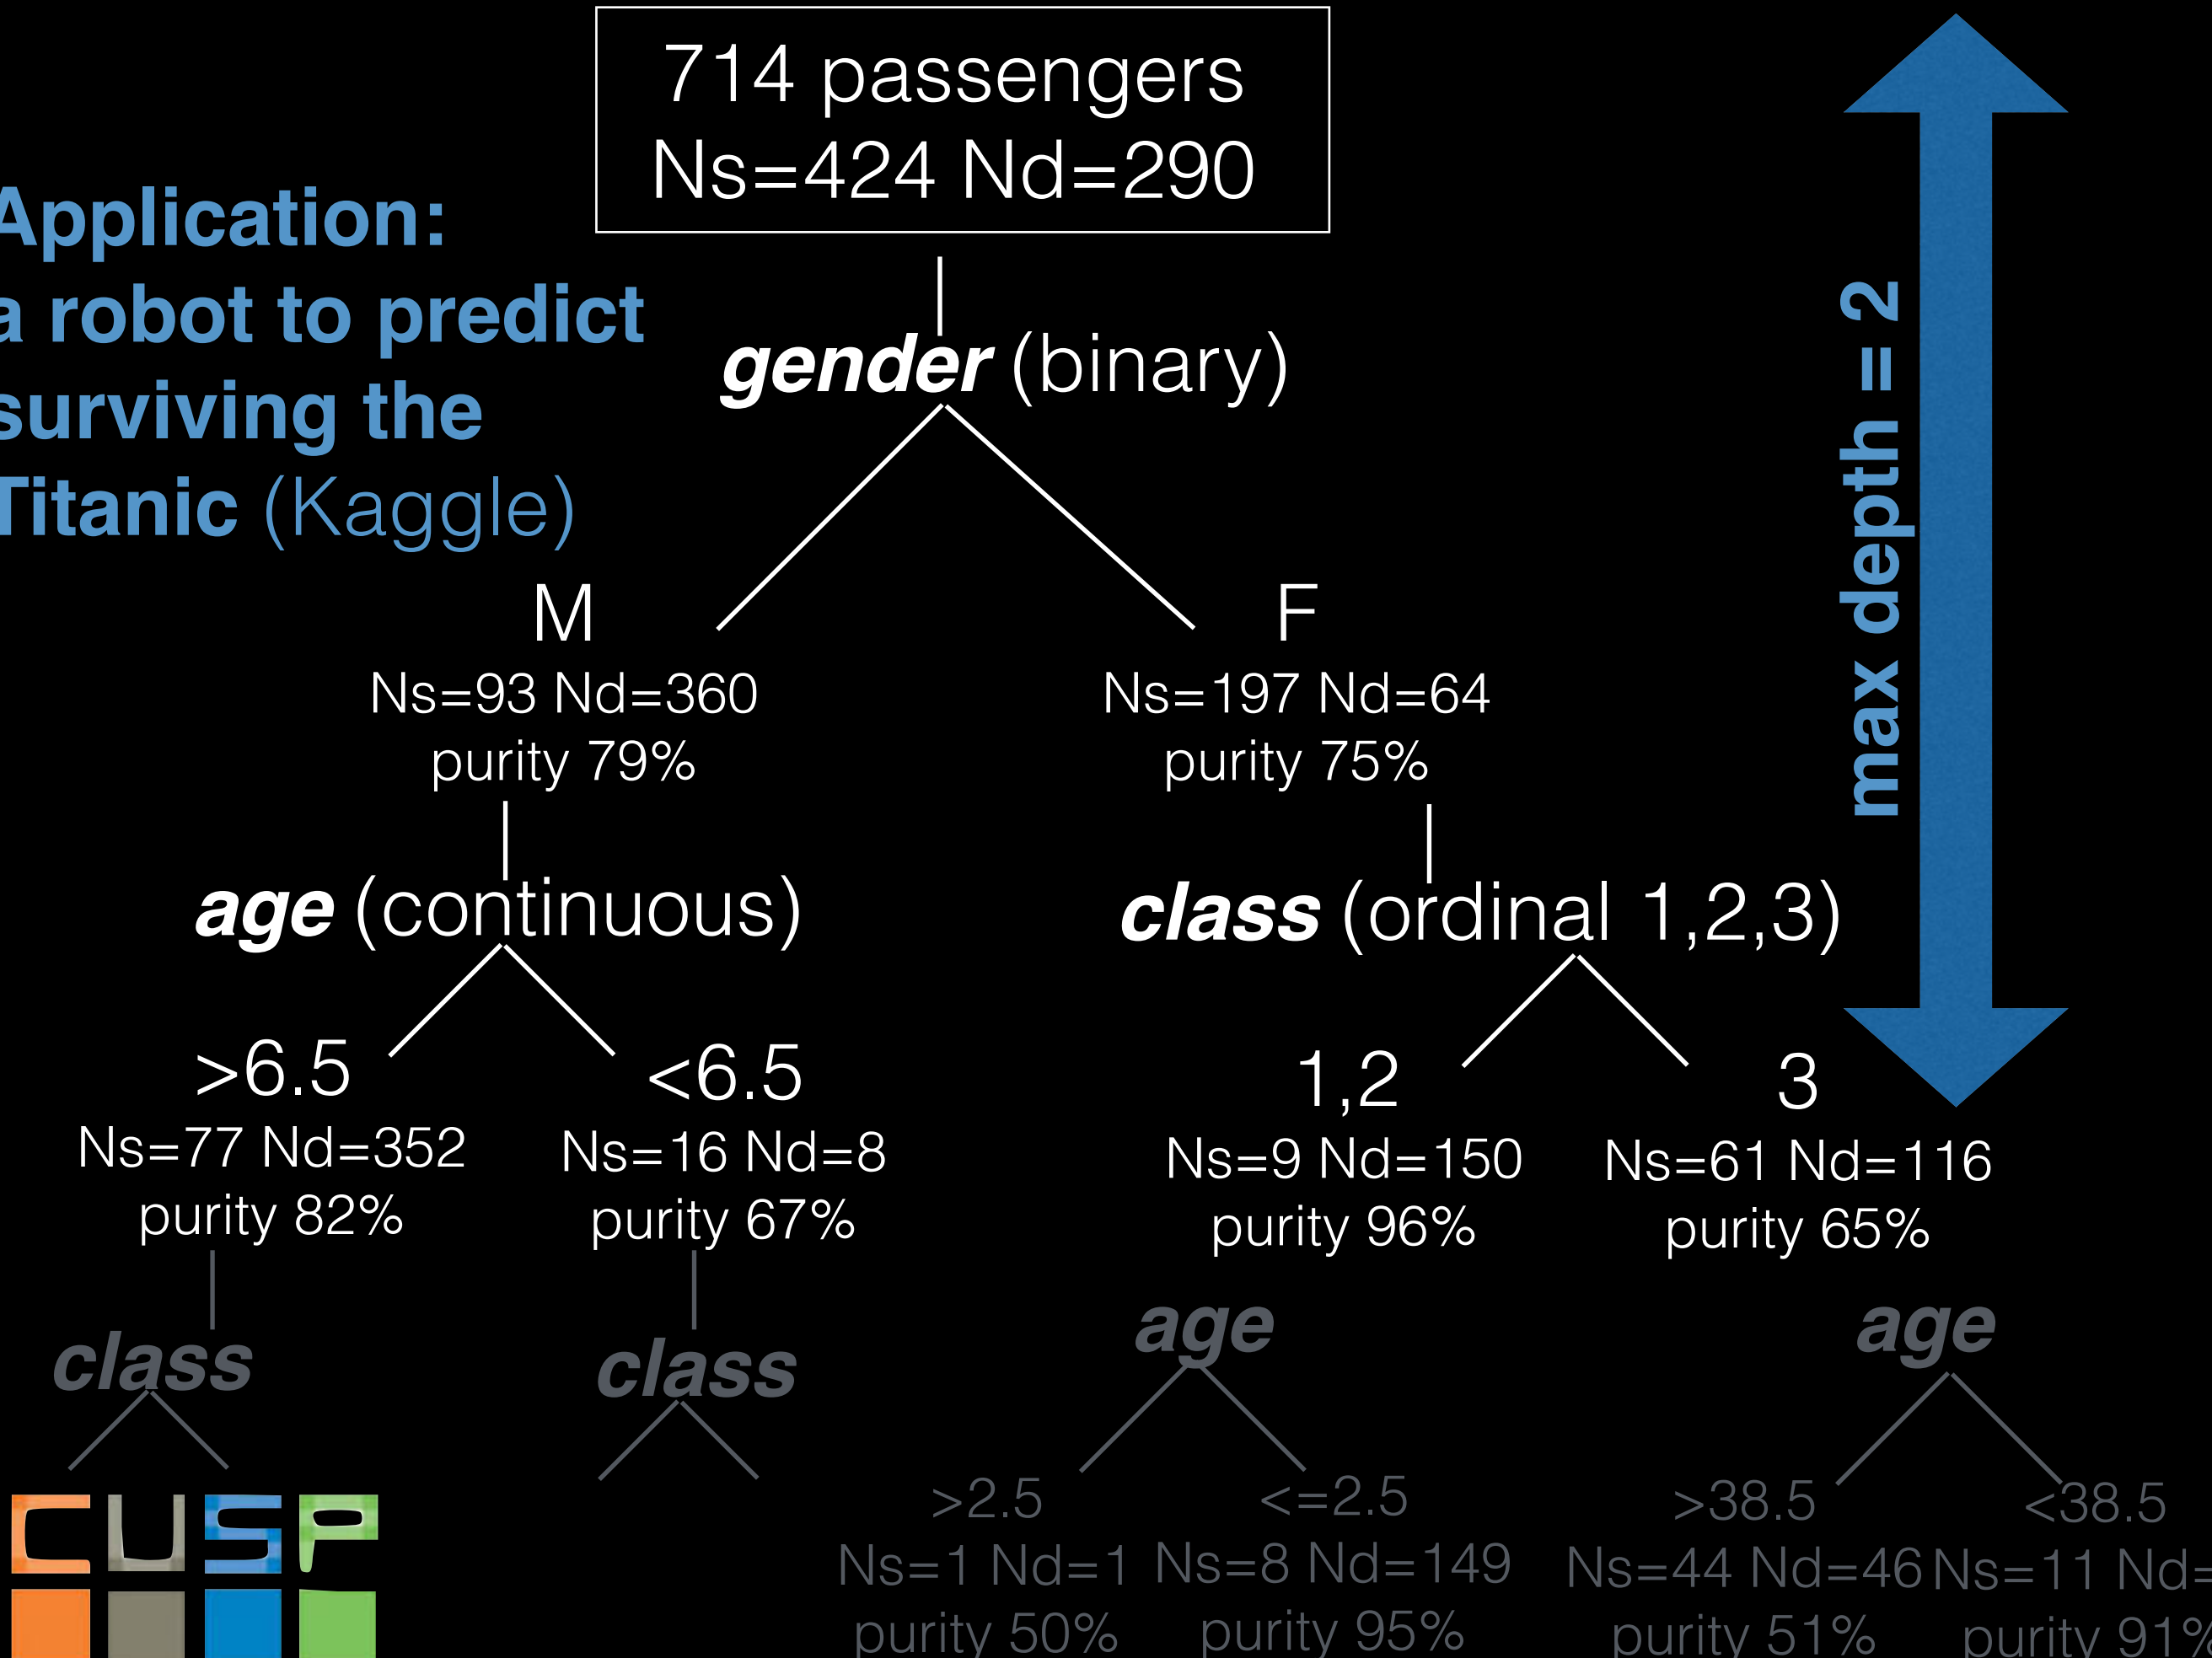 714 passengers
Ns=424 Nd=290
Application:
a robot to predict
surviving the
Titanic (Kaggle)
gender (binary)
max depth = 2
M
Ns=93 Nd=360
purity 79%
F
Ns=197 Nd=64
purity 75%
age (continuous)
class (ordinal 1,2,3)
>6.5
Ns=77 Nd=352
purity 82%
<6.5
Ns=16 Nd=8
purity 67%
1,2
Ns=9 Nd=150
purity 96%
3
Ns=61 Nd=116
purity 65%
class
class
age
age
>2.5
Ns=1 Nd=1
purity 50%
<=2.5
Ns=8 Nd=149
purity 95%
>38.5
Ns=44 Nd=46
purity 51%
<38.5
Ns=11 Nd=
purity 91%
CUSP